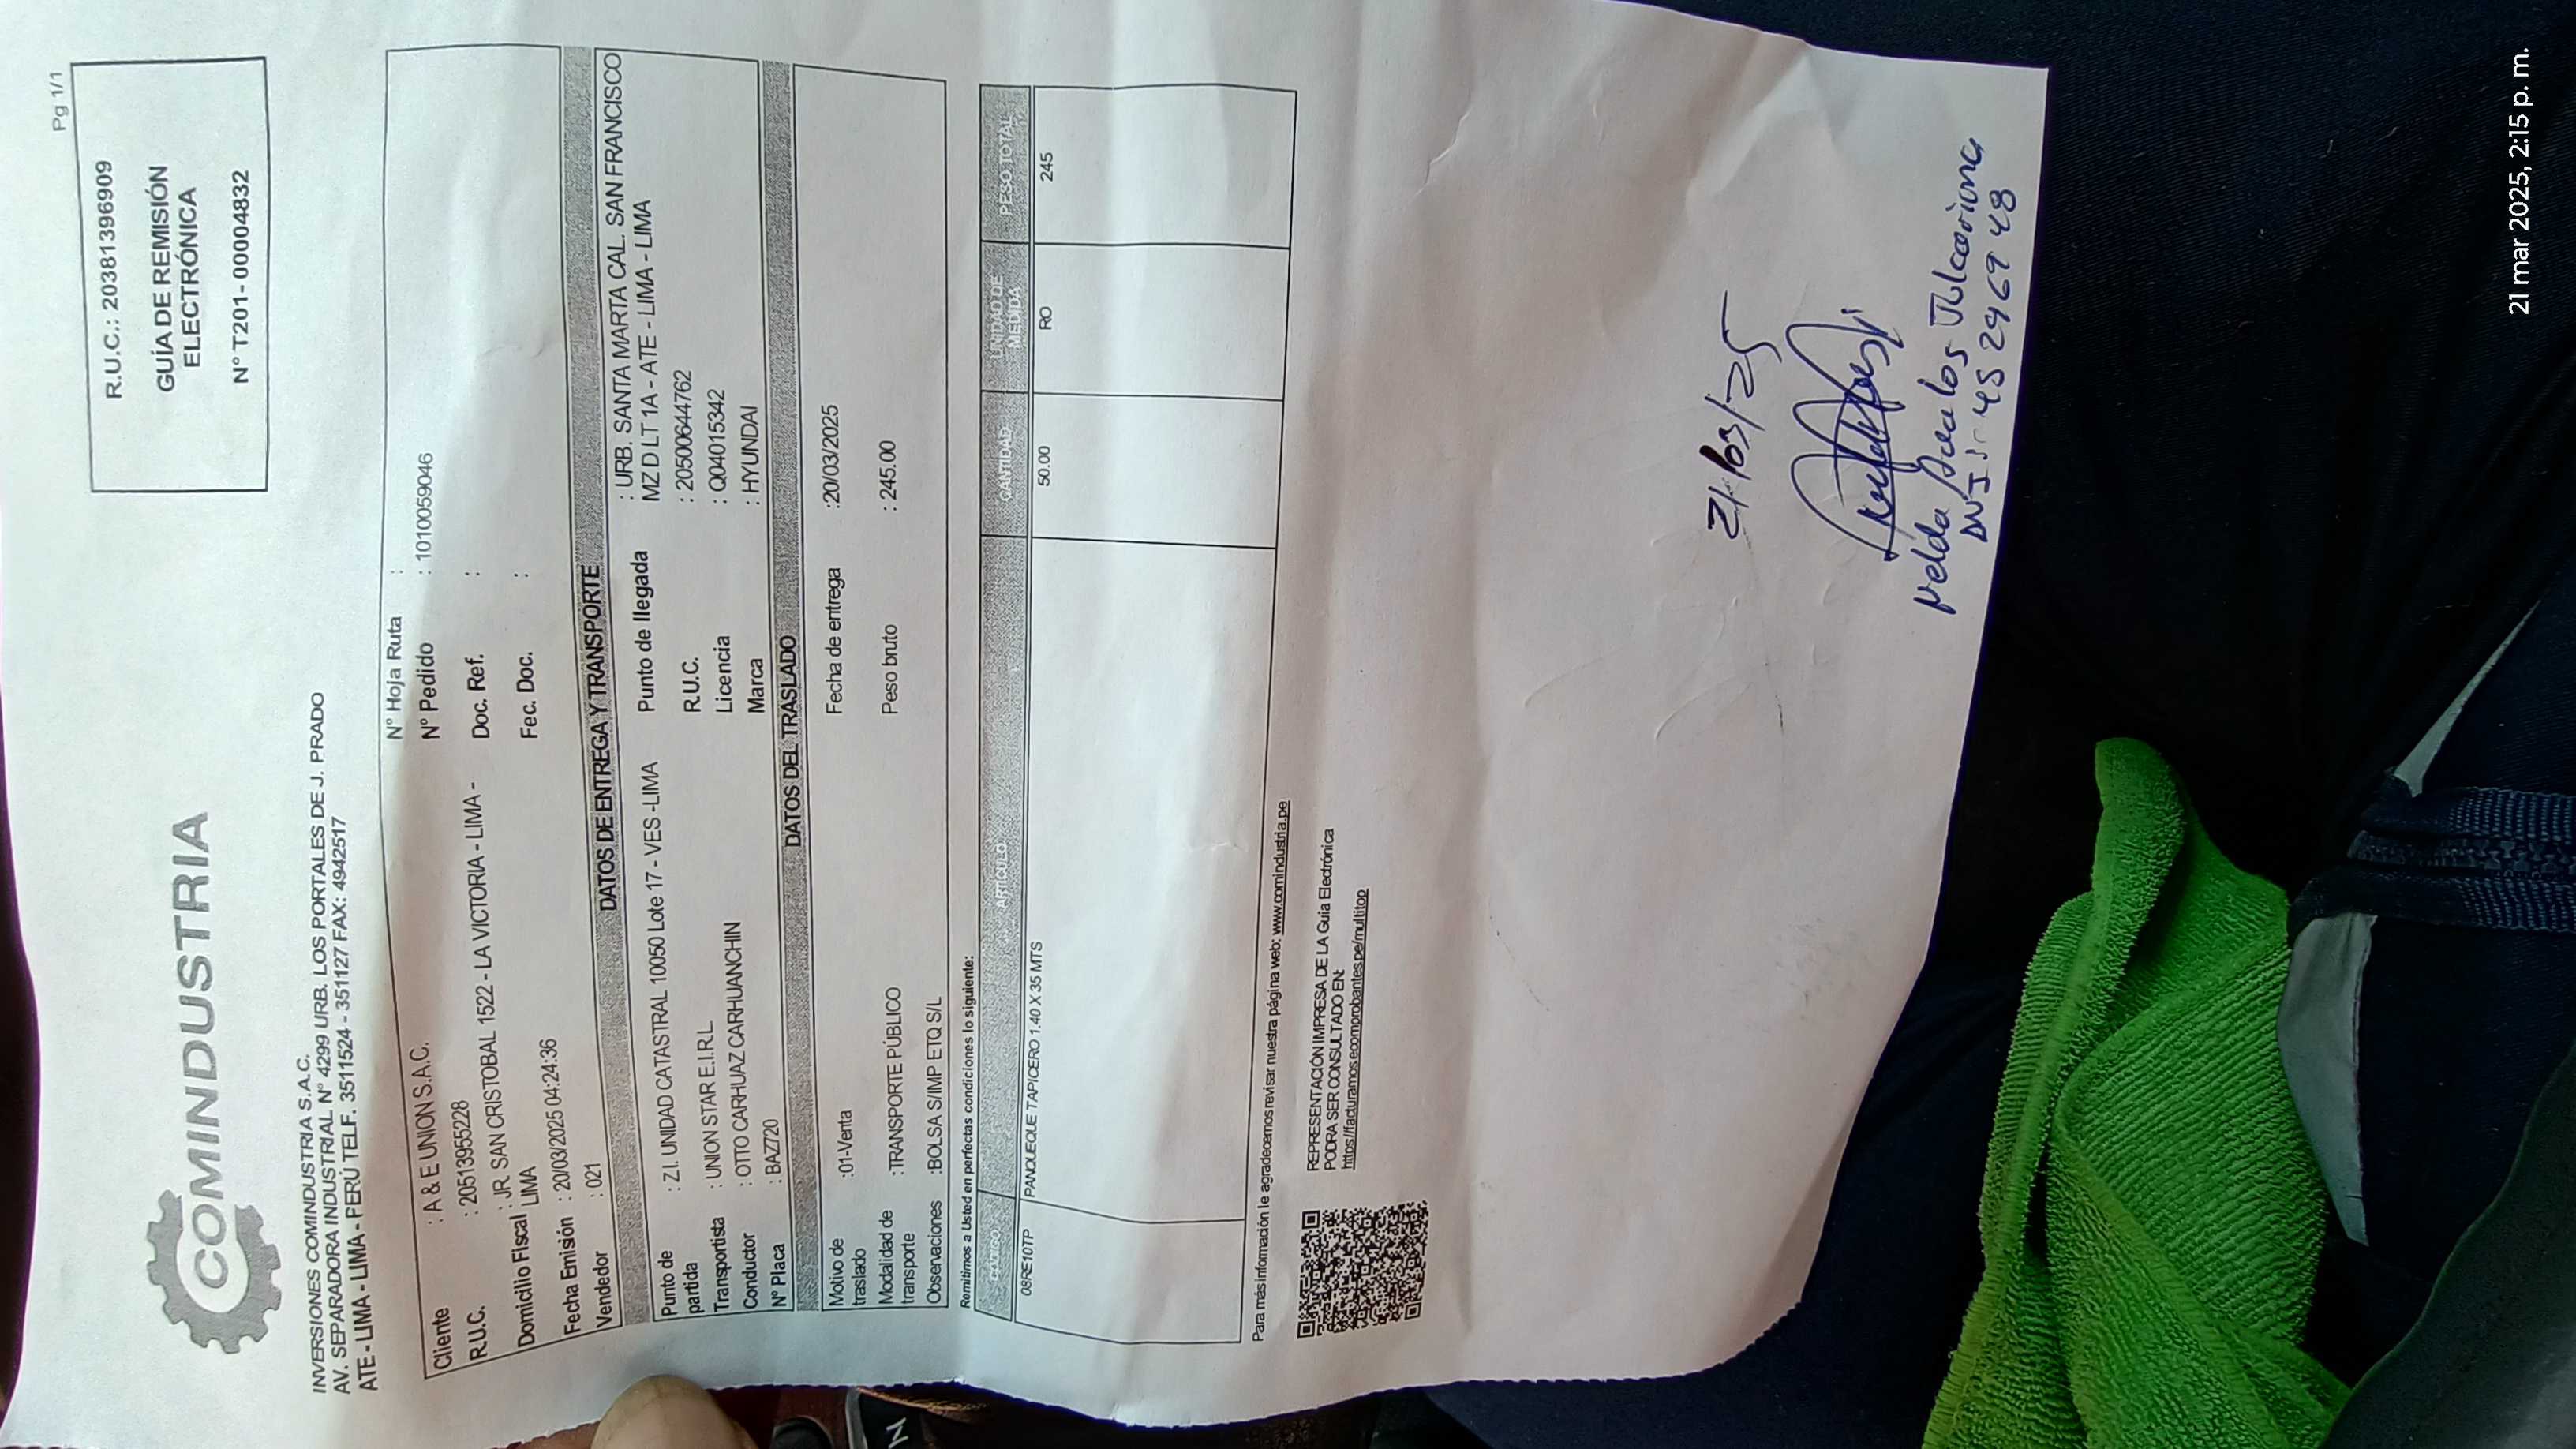 Pg 1/1
COMINDUSTRIA
R.U.C.: 20381396909
GUÍA DE REMISIÓN
ELECTRÓNICA
N° T201- 00004832
INVERSIONES COMINDUSTRIA S.A.C.
AV. SEPARADORA INDUSTRIAL N° 4299 URB. LOS PORTALES DE J. PRADO
ATE - LIMA - LIMA - PERÚ TELF. 3511524 - 351127 FAX: 4942517
Cliente : A & E UNION S.A.C. N° Hoja Ruta :
R.U.C. : 20513955228 N° Pedido : 1010059046
Domicilio Fiscal : JR SAN CRISTOBAL 1522 - LA VICTORIA - LIMA - Doc. Ref. :
LIMA
Fecha Emisión : 20/03/2025 04:24:36 Fec. Doc. :
Vendedor : 021
DATOS DE ENTREGA Y TRANSPORTE
Punto de partida : Z.I. UNIDAD CATASTRAL 10050 Lote 17 - VES -LIMA Punto de llegada : URB. SANTA MARTA CAL. SAN FRANCISCO
MZ D LT 1A - ATE - LIMA - LIMA
Transportista : UNION STAR E.I.R.L. R.U.C. : 20500644762
Conductor : OTTO CARHUAZ CARHUANCHIN Licencia : Q04015342
N° Placa : BAZ720 Marca : HYUNDAI
DATOS DEL TRASLADO
Motivo de traslado :01-Venta Fecha de entrega :20/03/2025
Modalidad de transporte :TRANSPORTE PÚBLICO Peso bruto : 245.00
Observaciones :BOLSA S/IMP ETQ S/L
Remitimos a Usted en perfectas condiciones lo siguiente:
CÓDIGO ARTÍCULO CANTIDAD UNIDAD DE MEDIDA PESO TOTAL
08RE10TP PANQUEQUE TAPICERO 1.40 X 35 MTS 50.00 RO 245
Para más información le agradecemos revisar nuestra página web: www.comindustria.pe
REPRESENTACIÓN IMPRESA DE LA Guía Electrónica
PODRA SER CONSULTADO EN:
https://facturamos.ecomprobantes.pe/multitop
21/03/25
DNI: 45296748
21 mar 2025, 2:15 p. m.